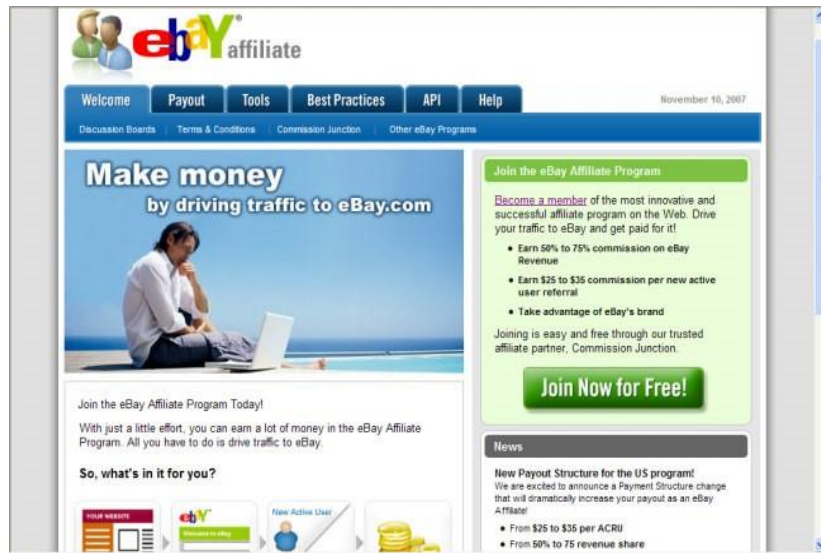 ebaY® affiliate
Welcome Payout Tools Best Practices API Help
November 10, 2007
Discussion Boards | Terms & Conditions | Commission Junction | Other eBay Programs
Make money
by driving traffic to eBay.com
Join the eBay Affiliate Program Today!
With just a little effort, you can earn a lot of money in the eBay Affiliate
Program. All you have to do is drive traffic to eBay.
So, what's in it for you?
YOUR WEBSITE
ebY
Welcome to eBay
New Active User
Join the eBay Affiliate Program
Become a member of the most innovative and
successful affiliate program on the Web. Drive
your traffic to eBay and get paid for it!
• Earn 50% to 75% commission on eBay
Revenue
• Earn $25 to $35 commission per new active
user referral
• Take advantage of eBay's brand
Joining is easy and free through our trusted
affiliate partner, Commission Junction.
Join Now for Free!
News
New Payout Structure for the US program!
We are excited to announce a Payment Structure change
that will dramatically increase your payout as an eBay
Affiliate!
• From $25 to $35 per ACRU
• From 50% to 75 revenue share